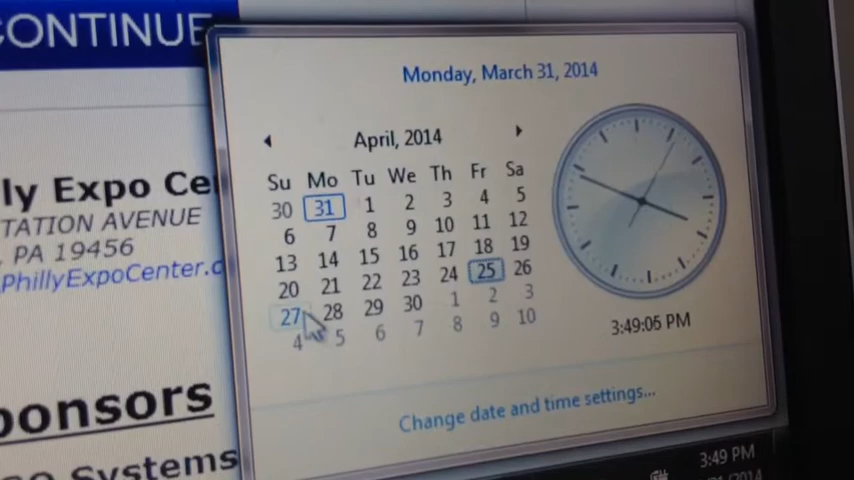 CONTINUE
lly Expo Ce
TATION AVENUE
, PA 19456
PhillyExpoCenter.c
ponsors
Systems
Monday, March 31, 2014
April, 2014
Su Mo Tu We Th Fr Sa
30 31 1 2 3 4 5
6 7 8 9 10 11 12
13 14 15 16 17 18 19
20 21 22 23 24 25 26
27 28 29 30 1 2 3
4 5 6 7 8 9 10
3:49:05 PM
Change date and time settings...
3:49 PM
/2014